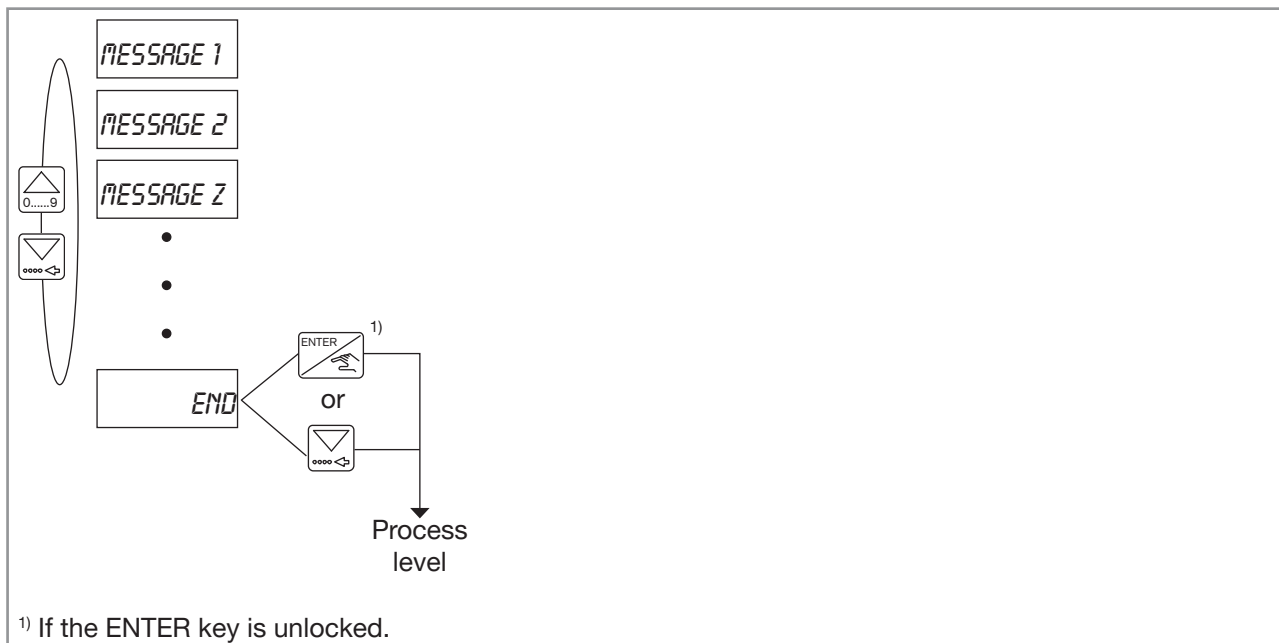 MESSAGE 1
MESSAGE 2
MESSAGE Z
0......9
END
ENTER
1)
or
Process
level
1) If the ENTER key is unlocked.